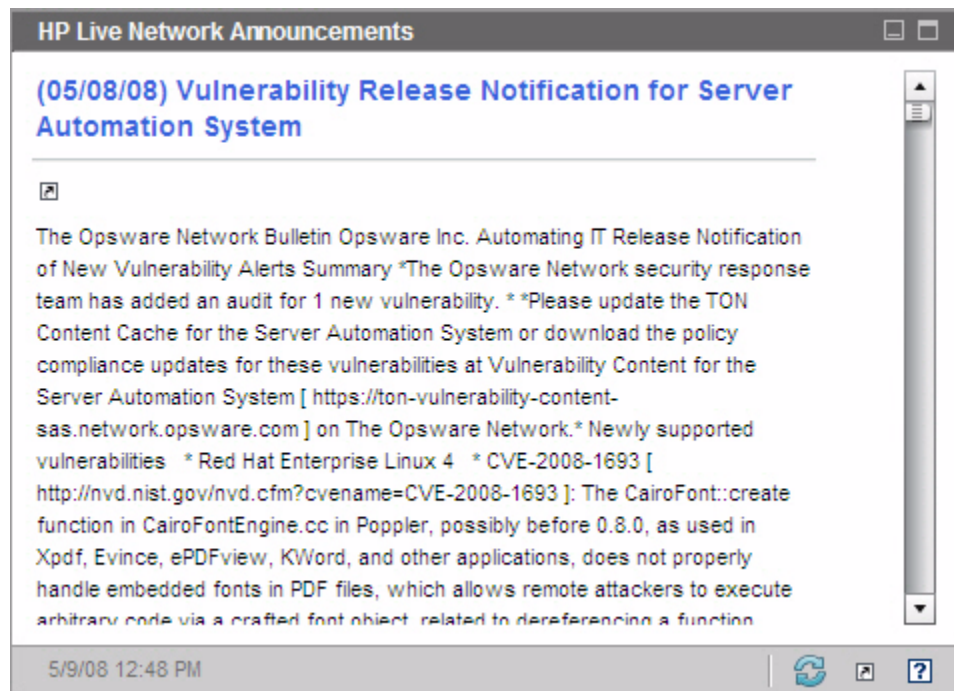 HP Live Network Announcements
(05/08/08) Vulnerability Release Notification for Server
Automation System
The Opsware Network Bulletin Opsware Inc. Automating IT Release Notification
of New Vulnerability Alerts Summary *The Opsware Network security response
team has added an audit for 1 new vulnerability. * *Please update the TON
Content Cache for the Server Automation System or download the policy
compliance updates for these vulnerabilities at Vulnerability Content for the
Server Automation System [ https://ton-vulnerability-content-
sas.network.opsware.com ] on The Opsware Network.* Newly supported
vulnerabilities * Red Hat Enterprise Linux 4 * CVE-2008-1693 [
http://nvd.nist.gov/nvd.cfm?cvename=CVE-2008-1693 ]: The CairoFont::create
function in CairoFontEngine.cc in Poppler, possibly before 0.8.0, as used in
Xpdf, Evince, ePDFview, KWord, and other applications, does not properly
handle embedded fonts in PDF files, which allows remote attackers to execute
arbitrary code via a crafted font object, related to dereferencing a function
5/9/08 12:48 PM
?